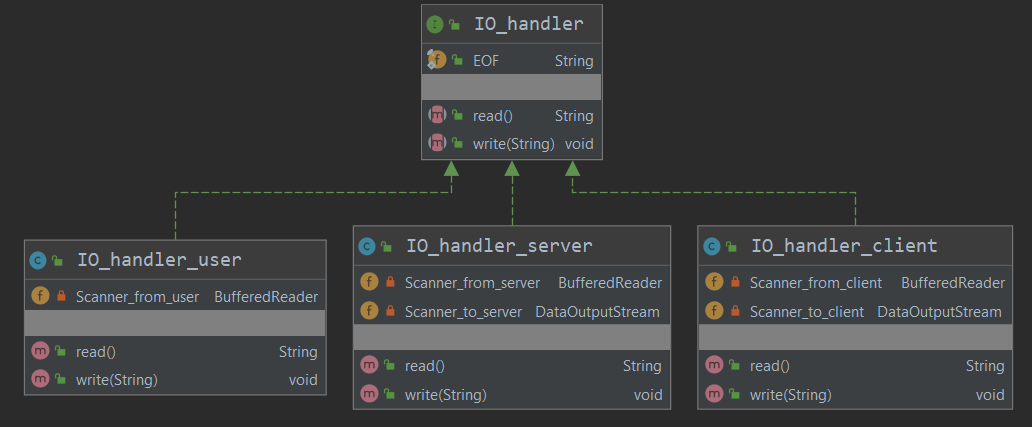 IO_handler
EOF String
read() String
write(String) void
IO_handler_user
Scanner_from_user BufferedReader
read() String
write(String) void
IO_handler_server
Scanner_from_server BufferedReader
Scanner_to_server DataOutputStream
read() String
write(String) void
IO_handler_client
Scanner_from_client BufferedReader
Scanner_to_client DataOutputStream
read() String
write(String) void